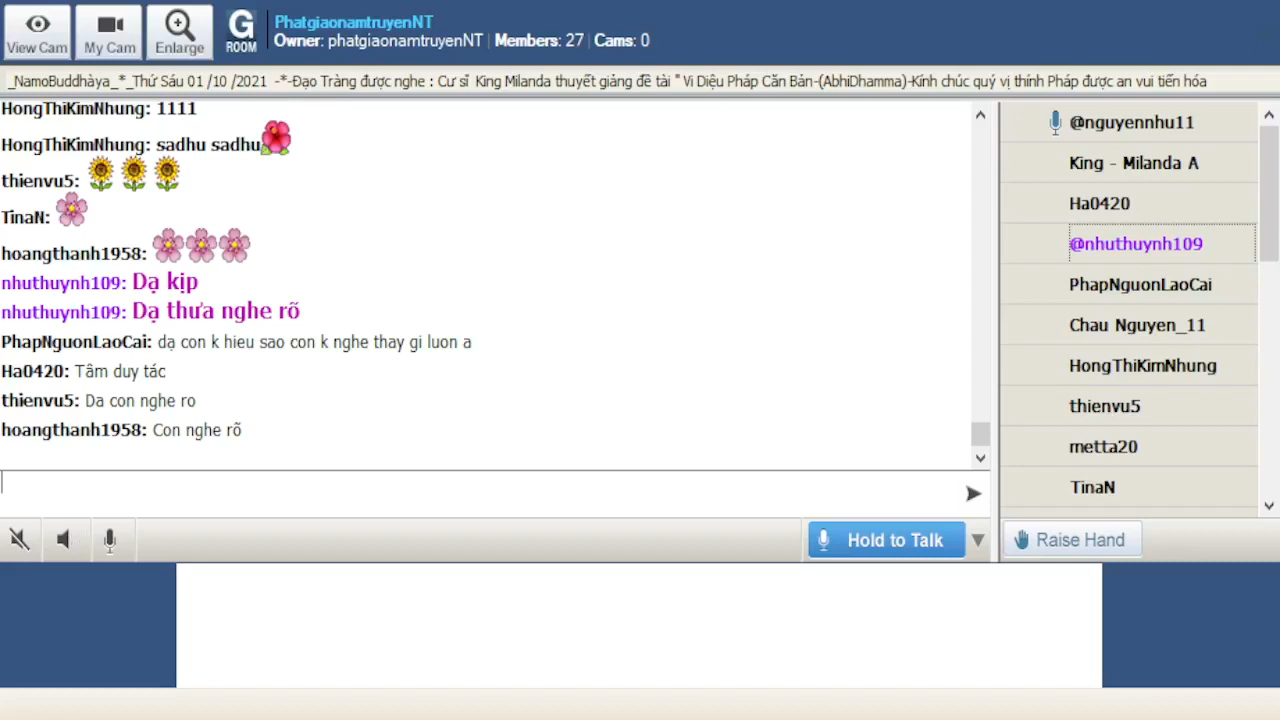 View Cam
My Cam
Enlarge
G
ROOM
PhatgiaonamtruyenNT
Owner: phatgiaonamtruyenNT | Members: 27 | Cams: 0
_NamoBuddhàya_*_Thứ Sáu 01 /10 /2021 -*-Đạo Tràng được nghe : Cư sĩ King Milanda thuyết giảng đề tài " Vi Diệu Pháp Căn Bản-(AbhiDhamma)-Kính chúc quý vị thính Pháp được an vui tiến hóa
HongThiKimNhung: 1111
HongThiKimNhung: sadhu sadhu
thienvu5:
TinaN:
hoangthanh1958:
nhuthuynh109: Dạ kịp
nhuthuynh109: Dạ thưa nghe rõ
PhapNguonLaoCai: dạ con k hieu sao con k nghe thay gi luon a
Ha0420: Tâm duy tác
thienvu5: Da con nghe ro
hoangthanh1958: Con nghe rõ
@nguyennhu11
King - Milanda A
Ha0420
@nhuthuynh109
PhapNguonLaoCai
Chau Nguyen_11
HongThiKimNhung
thienvu5
metta20
TinaN
Hold to Talk
Raise Hand